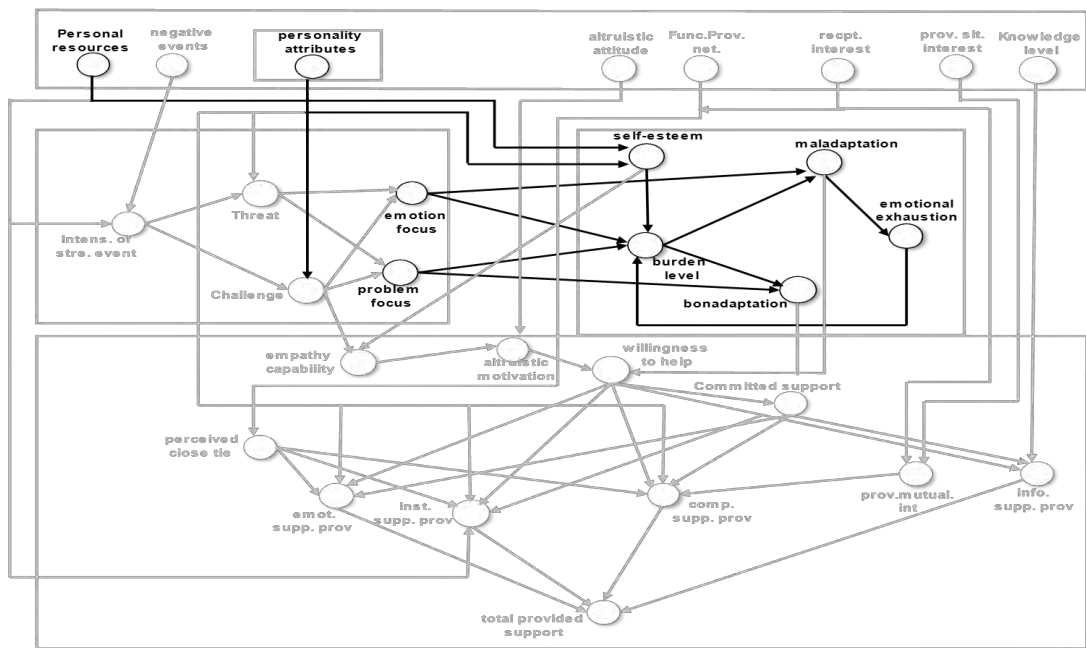 Personal
resources
negative
events
personality
attributes
altruistic
attitude
Func.Prov.
net.
recpt.
interest
prov. slt.
interest
Knowledge
level
self-esteem
maladaptation
Threat
emotion
focus
emotional
exhaustion
Intens. of
stre. event
burden
level
Challenge
problem
focus
bonadaptation
empathy
capability
altruistic
motivation
willingness
to help
Committed support
perceived
close tie
emot.
supp. prov
Inst.
supp. prov
comp.
supp. prov
prov.mutual.
int
info.
supp. prov
total provided
support